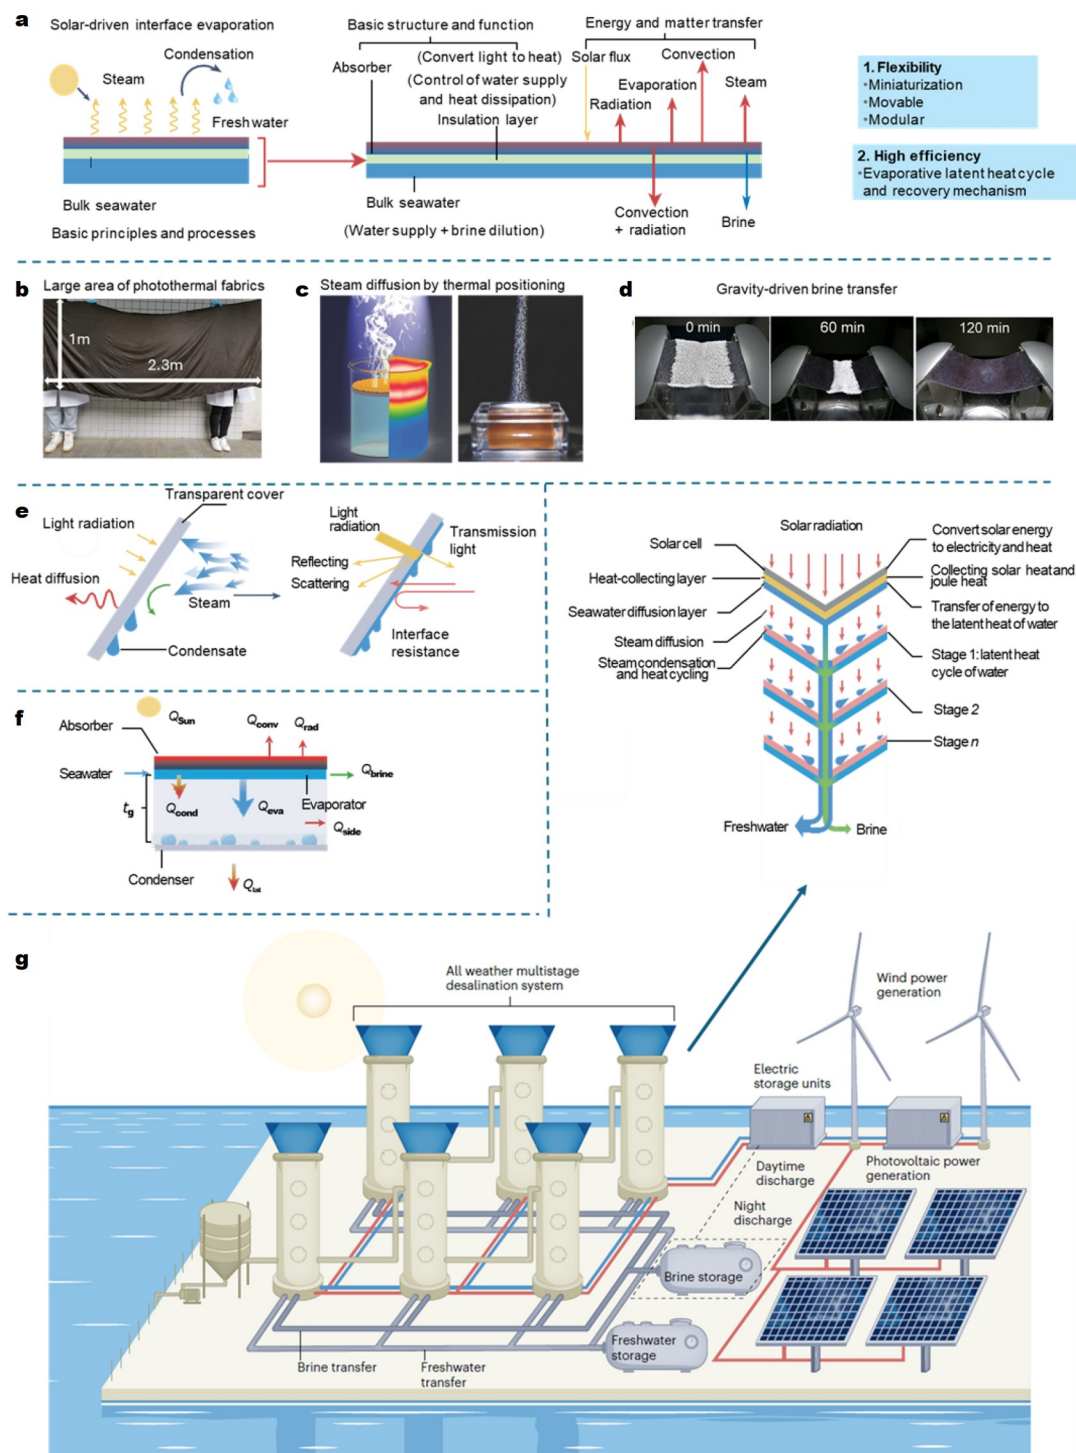 a
Solar-driven interface evaporation
Condensation
Steam
Freshwater
Bulk seawater
Basic principles and processes
Basic structure and function
(Convert light to heat)
Absorber
(Control of water supply
and heat dissipation)
Insulation layer
Bulk seawater
(Water supply + brine dilution)
Energy and matter transfer
Solar flux
Convection
Evaporation
Steam
Radiation
Convection
+ radiation
Brine
1. Flexibility
•Miniaturization
•Movable
•Modular
2. High efficiency
•Evaporative latent heat cycle
and recovery mechanism
b
Large area of photothermal fabrics
1m
2.3m
c
Steam diffusion by thermal positioning
d
Gravity-driven brine transfer
0 min
60 min
120 min
e
Transparent cover
Light radiation
Heat diffusion
Steam
Condensate
Light
radiation
Transmission
light
Reflecting
Scattering
Interface
resistance
Solar radiation
Solar cell
Convert solar energy
to electricity and heat
Heat-collecting layer
Collecting solar heat and
joule heat
Seawater diffusion layer
Transfer of energy to
the latent heat of water
Steam diffusion
Steam condensation
and heat cycling
Stage 1: latent heat
cycle of water
Stage 2
Stage n
Freshwater
Brine
f
Qsun
Absorber
Qconv
Qrad
Seawater
Qbrine
tg
Qcond
Qeva
Evaporator
Qside
Condenser
Qlat
g
All weather multistage
desalination system
Wind power
generation
Electric
storage units
Daytime
discharge
Photovoltaic power
generation
Night
discharge
Brine storage
Freshwater
storage
Brine transfer
Freshwater
transfer